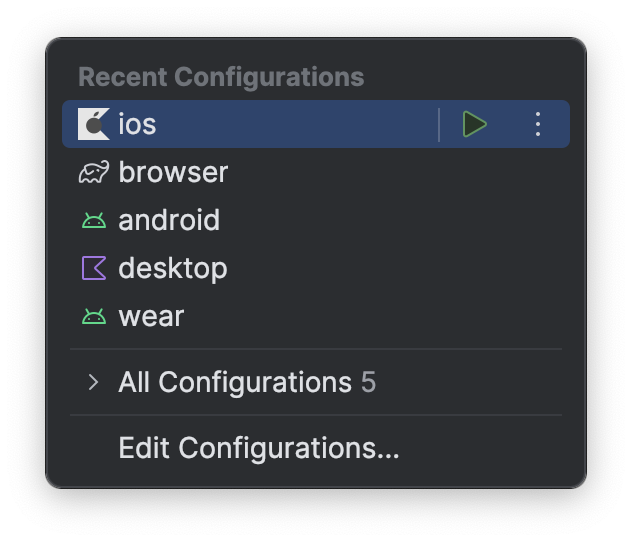 Recent Configurations
ios
browser
android
desktop
wear
All Configurations 5
Edit Configurations...